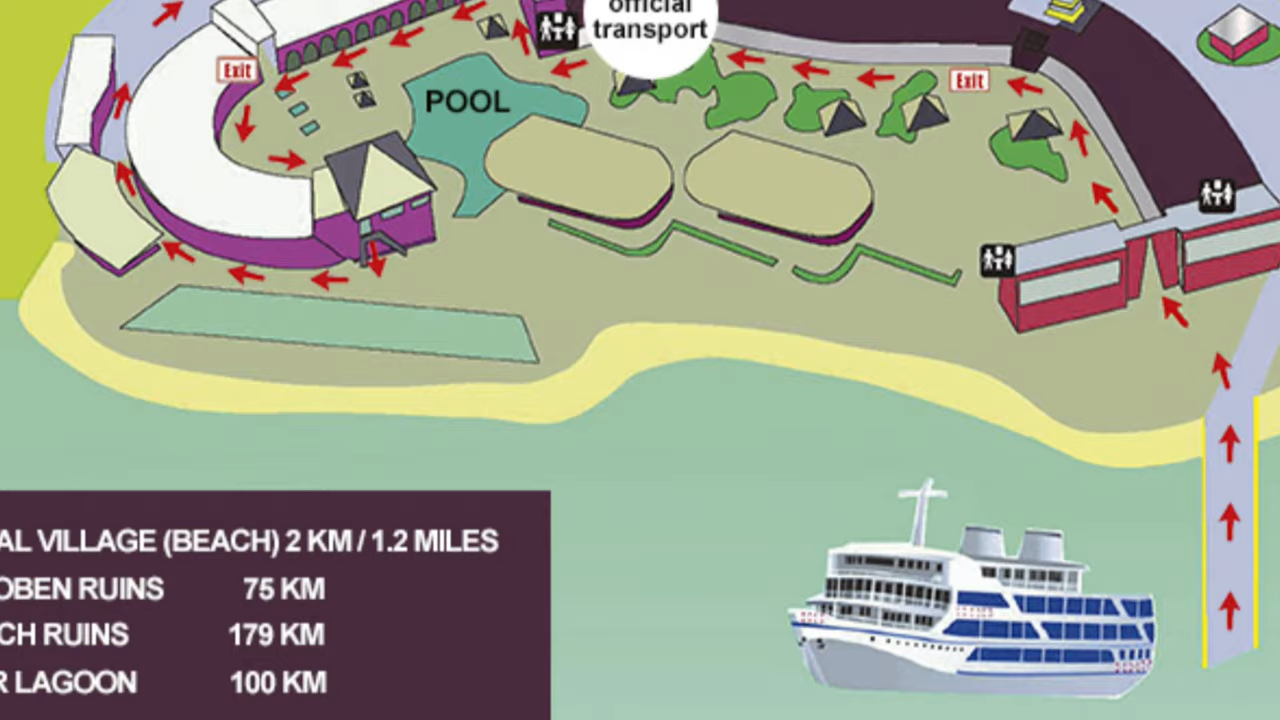 official
transport
Exit
Exit
POOL
AL VILLAGE (BEACH) 2 KM / 1.2 MILES
OBEN RUINS 75 KM
CH RUINS 179 KM
R LAGOON 100 KM